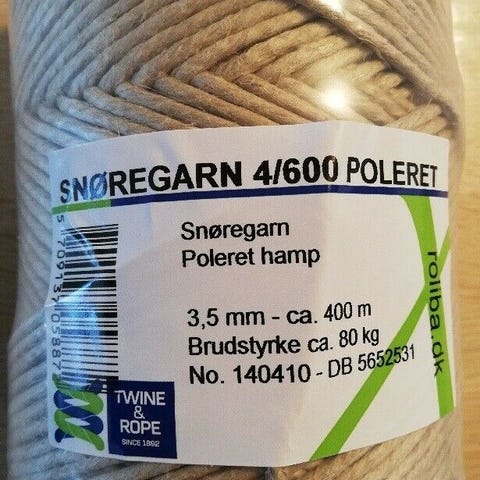 SNØREGARN 4/600 POLERET
Snøregarn
Poleret hamp
3,5 mm - ca. 400 m
Brudstyrke ca. 80 kg
No. 140410 - DB 5652531
roliba.dk
TWINE
&
ROPE
SINCE 1892